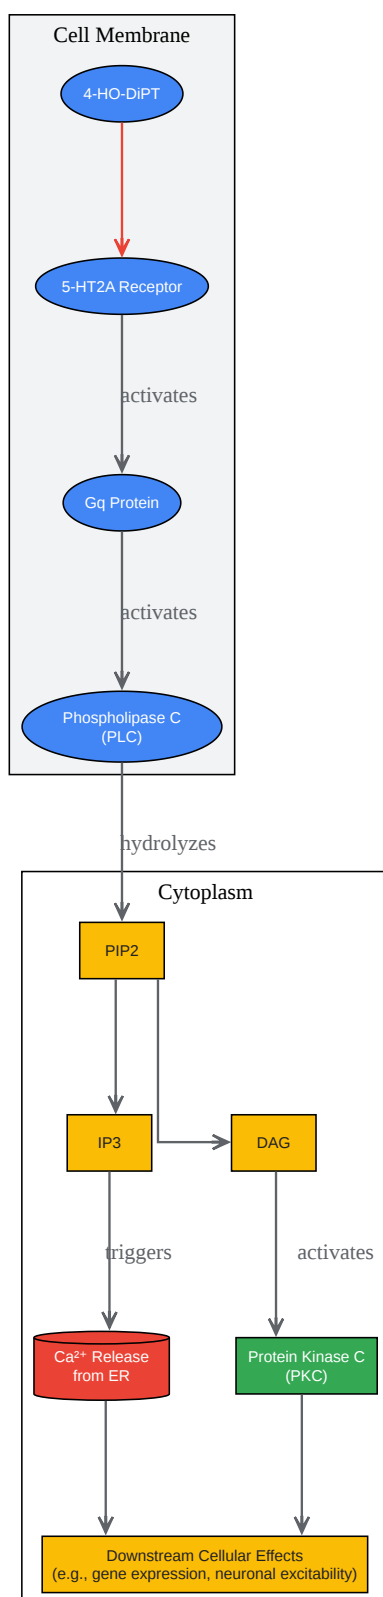 Cell Membrane
4-HO-DiPT
5-HT2A Receptor
activates
Gq Protein
activates
Phospholipase C
(PLC)
hydrolyzes
Cytoplasm
PIP2
IP3
DAG
triggers
activates
Ca²⁺ Release
from ER
Protein Kinase C
(PKC)
Downstream Cellular Effects
(e.g., gene expression, neuronal excitability)